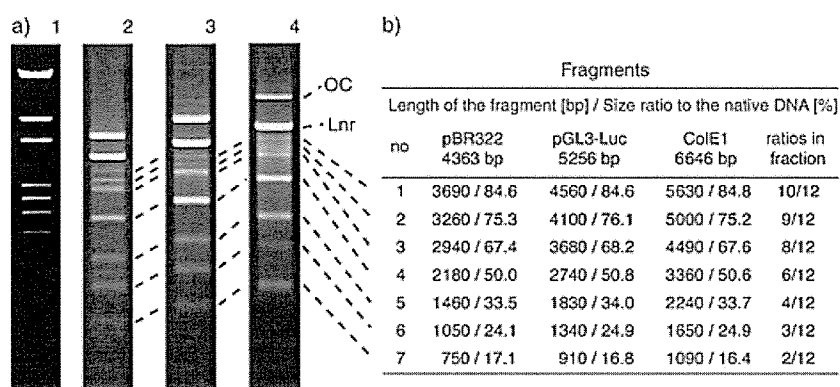 a) 1 2 3 4
OC
Lnr
b)
Fragments
Length of the fragment [bp] / Size ratio to the native DNA [%]
no pBR322 4363 bp pGL3-Luc 5256 bp ColE1 6646 bp ratios in fraction
1 3690 / 84.6 4560 / 84.6 5630 / 84.8 10/12
2 3260 / 75.3 4100 / 76.1 5000 / 75.2 9/12
3 2940 / 67.4 3680 / 68.2 4490 / 67.6 8/12
4 2180 / 50.0 2740 / 50.8 3360 / 50.6 6/12
5 1460 / 33.5 1830 / 34.0 2240 / 33.7 4/12
6 1050 / 24.1 1340 / 24.9 1650 / 24.9 3/12
7 750 / 17.1 910 / 16.8 1090 / 16.4 2/12